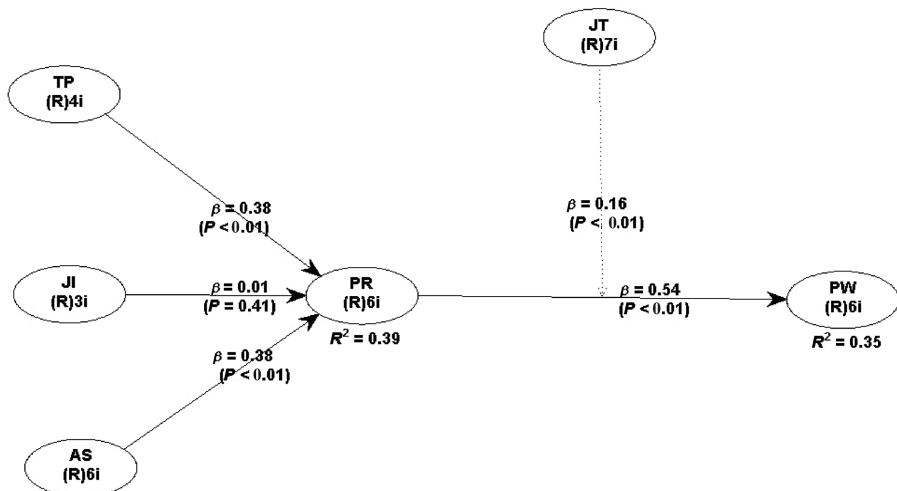 JT
(R)7i
TP
(R)4i
β = 0.38
(P < 0.01)
β = 0.16
(P < 0.01)
JI
(R)3i
β = 0.01
(P = 0.41)
PR
(R)6i
R² = 0.39
β = 0.54
(P < 0.01)
PW
(R)6i
R² = 0.35
β = 0.38
(P < 0.01)
AS
(R)6i